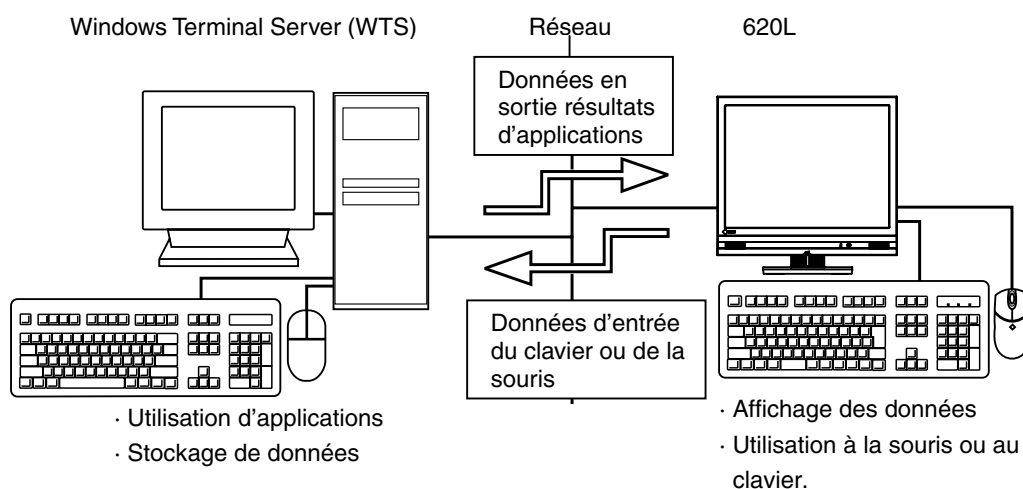 Windows Terminal Server (WTS)
Réseau
620L
Données en
sortie résultats
d'applications
Données d'entrée
du clavier ou de la
souris
· Utilisation d'applications
· Stockage de données
· Affichage des données
· Utilisation à la souris ou au
clavier.